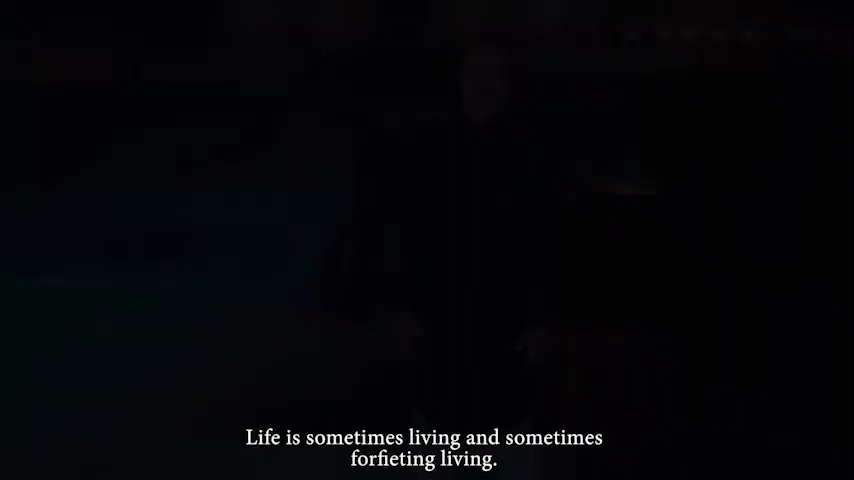 Life is sometimes living and sometimes
forfieting living.